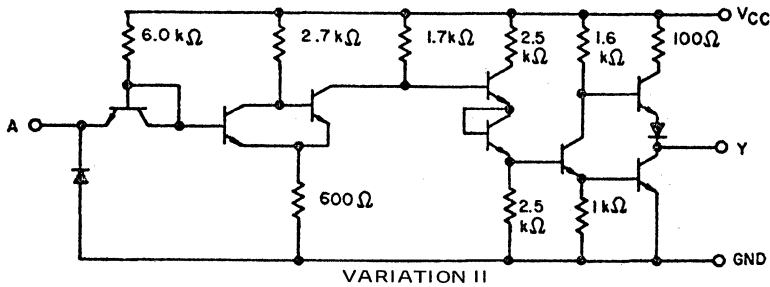 VCC
6.0 kΩ
2.7 kΩ
1.7kΩ
2.5
kΩ
1.6
kΩ
100Ω
A
Y
600Ω
2.5
kΩ
1kΩ
GND
VARIATION II